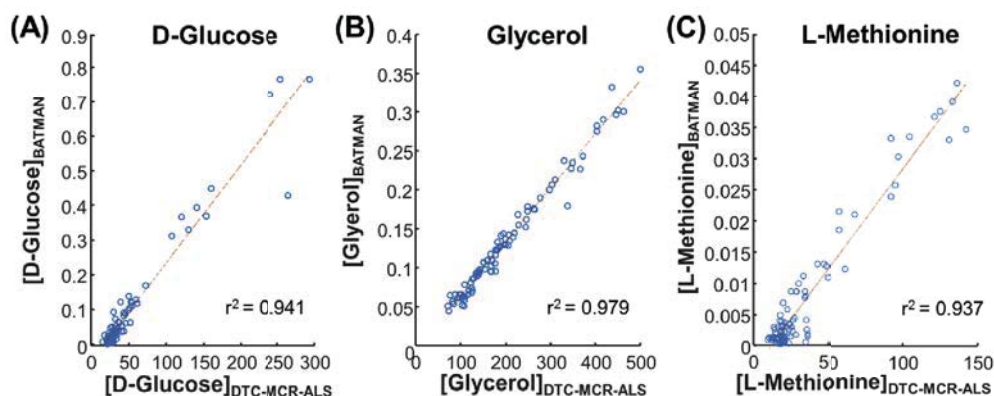 (A) D-Glucose
0.9
0.8
0.7
0.6
0.5
0.4
0.3
0.2
0.1
0
0 50 100 150 200 250 300
[D-Glucose]BATMAN
r² = 0.941
[D-Glucose]DTC-MCR-ALS
(B) Glycerol
0.4
0.35
0.30
0.25
0.20
0.15
0.10
0.05
0
0 100 200 300 400 500
[Glyerol]BATMAN
r² = 0.979
[Glycerol]DTC-MCR-ALS
(C) L-Methionine
0.05
0.045
0.04
0.035
0.03
0.025
0.02
0.015
0.01
0.005
0
0 50 100 150
[L-Methionine]BATMAN
r² = 0.937
[L-Methionine]DTC-MCR-ALS